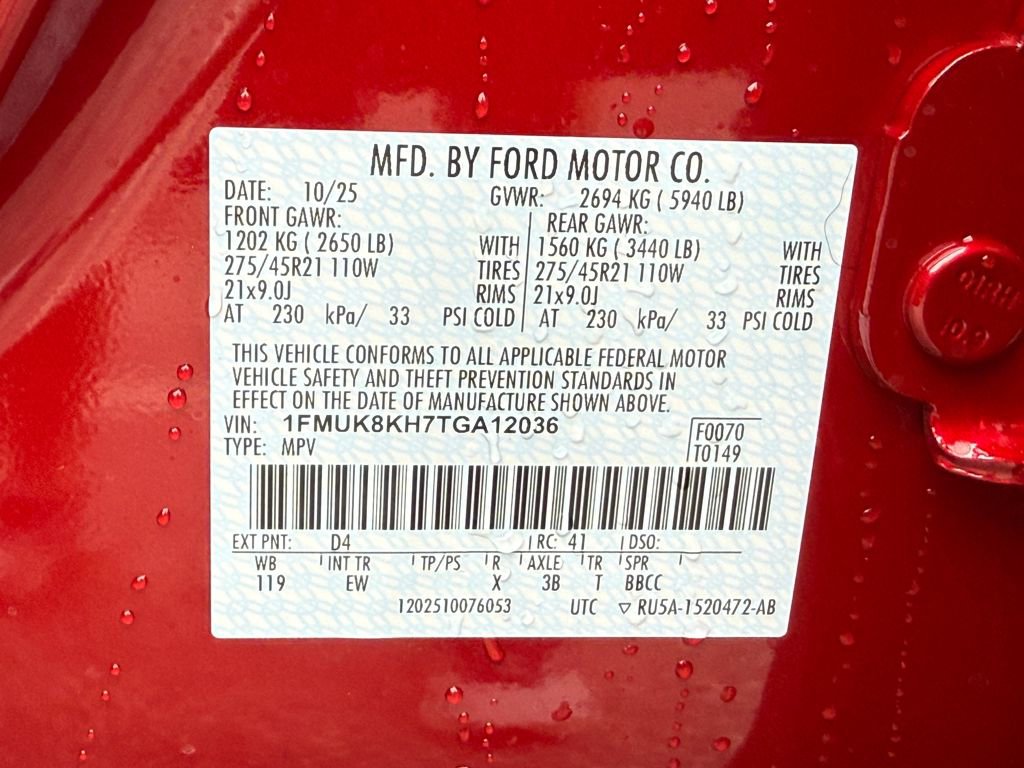 MFD. BY FORD MOTOR CO.
DATE: 10/25 GVWR: 2694 KG ( 5940 LB)
FRONT GAWR: REAR GAWR:
1202 KG ( 2650 LB) WITH 1560 KG ( 3440 LB) WITH
275/45R21 110W TIRES 275/45R21 110W TIRES
21x9.0J RIMS 21x9.0J RIMS
AT 230 kPa/ 33 PSI COLD AT 230 kPa/ 33 PSI COLD
THIS VEHICLE CONFORMS TO ALL APPLICABLE FEDERAL MOTOR
VEHICLE SAFETY AND THEFT PREVENTION STANDARDS IN
EFFECT ON THE DATE OF MANUFACTURE SHOWN ABOVE.
VIN: 1FMUK8KH7TGA12036
F0070
TYPE: MPV
T0149
EXT PNT: D4 RC: 41 DSO:
WB INT TR TP/PS R AXLE TR SPR
119 EW X 3B T BBCC
1202510076053 UTC ▽ RU5A-1520472-AB